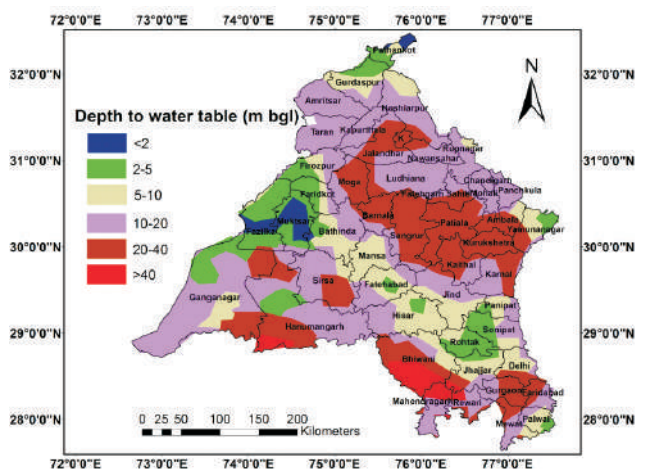 72°0'0"E 73°0'0"E 74°0'0"E 75°0'0"E 76°0'0"E 77°0'0"E
N
Pathankot
32°0'0"N 32°0'0"N
Gurdaspur
Amritsar
Hoshiarpur
Depth to water table (m bgl)
Taran Kapurthala K
<2
Jalandhar Rupnagar
31°0'0"N 31°0'0"N
Nawansahar
2-5
Firozpur Ludhiana Chandigarh
Moga
5-10
Faridkot Fatehgarh Sahib Mohali Panchkula
10-20
Muktsar Barnala Patiala Ambala
Fazilka Bathinda Sangrur Yamunanagar
30°0'0"N 30°0'0"N
20-40
Mansa Kurukshetra
Kaithal
>40
Sirsa Fatehabad Karnal
Ganganagar Jind
Hisar Panipat
Hanumangarh Sonipat
29°0'0"N 29°0'0"N
Rohtak
Bhiwani
Jhajjar Delhi
Gurgaon Faridabad
Mahendragarh Rewari
28°0'0"N 28°0'0"N
0 25 50 100 150 200
Mewat Palwal
Kilometers
72°0'0"E 73°0'0"E 74°0'0"E 75°0'0"E 76°0'0"E 77°0'0"E